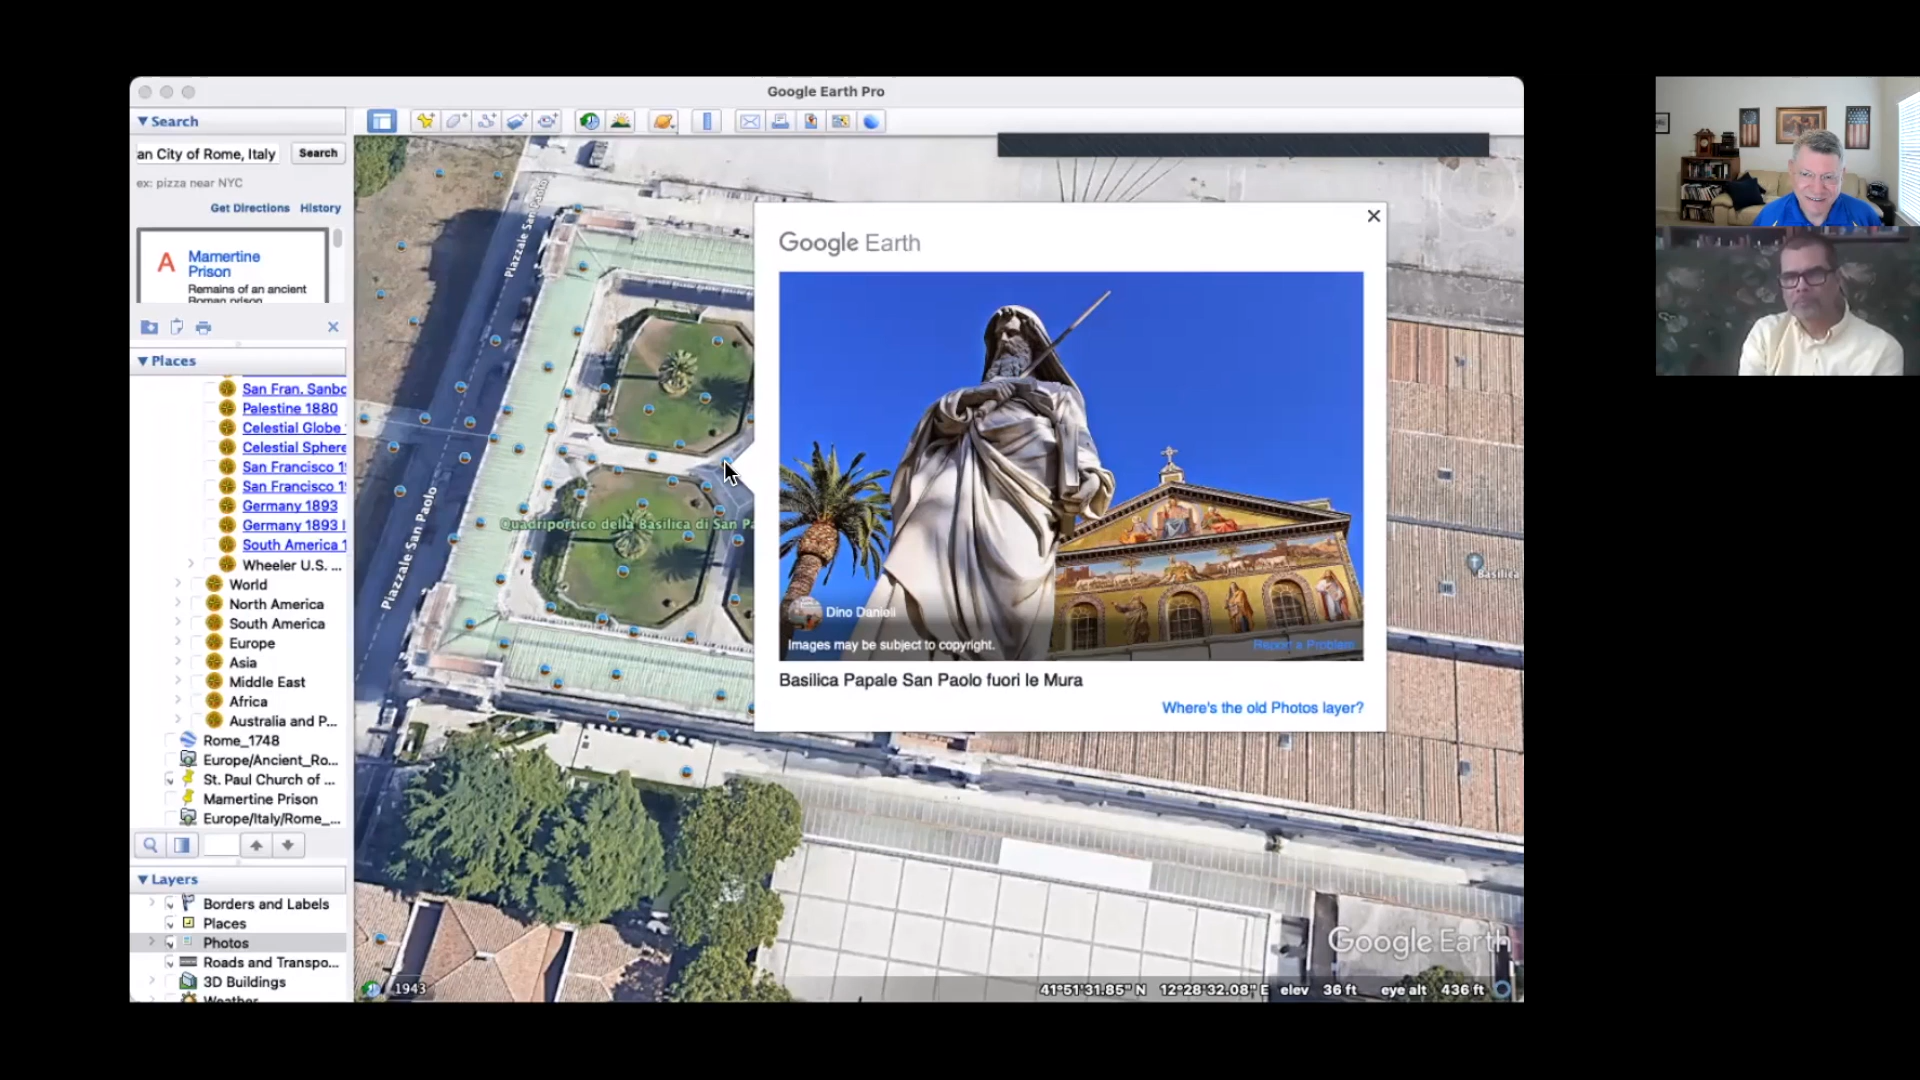 Google Earth Pro
Search
an City of Rome, Italy
Search
ex: pizza near NYC
Get Directions
History
A
Mamertine
Prison
Remains of an ancient
Roman prison
Places
San Fran. Sanbo
Palestine 1880
Celestial Globe
Celestial Sphere
San Francisco 1
San Francisco 1
Germany 1893
Germany 1893 I
South America 1
Wheeler U.S. ...
World
North America
South America
Europe
Asia
Middle East
Africa
Australia and P...
Rome_1748
Europe/Ancient_Ro...
St. Paul Church of ...
Mamertine Prison
Europe/Italy/Rome_...
Layers
Borders and Labels
Places
Photos
Roads and Transpo...
3D Buildings
Weather
Piazzale San Paolo
Piazzale San Paolo
Quadriportico della Basilica di San Pa
Google Earth
Dino Danieli
Images may be subject to copyright.
Report a Problem
Basilica Papale San Paolo fuori le Mura
Where's the old Photos layer?
Basilica
Google Earth
1943
41°51'31.85" N 12°28'32.08" E elev 36 ft eye alt 436 ft